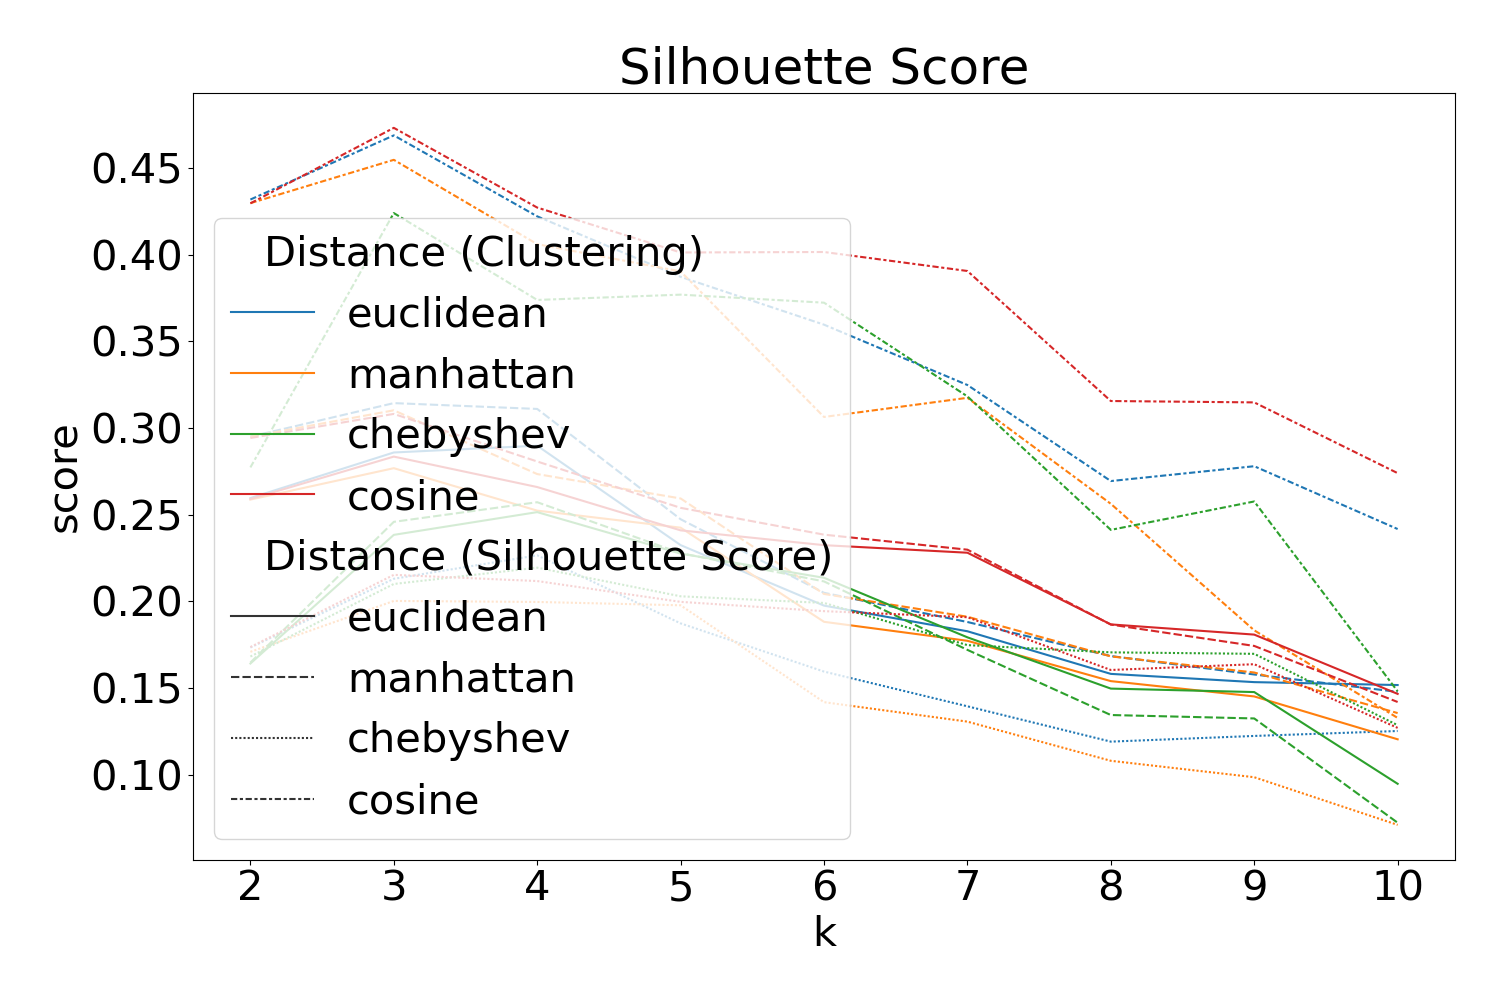 Silhouette Score
score
0.45
0.40
0.35
0.30
0.25
0.20
0.15
0.10
Distance (Clustering)
euclidean
manhattan
chebyshev
cosine
Distance (Silhouette Score)
euclidean
manhattan
chebyshev
cosine
2 3 4 5 6 7 8 9 10
k